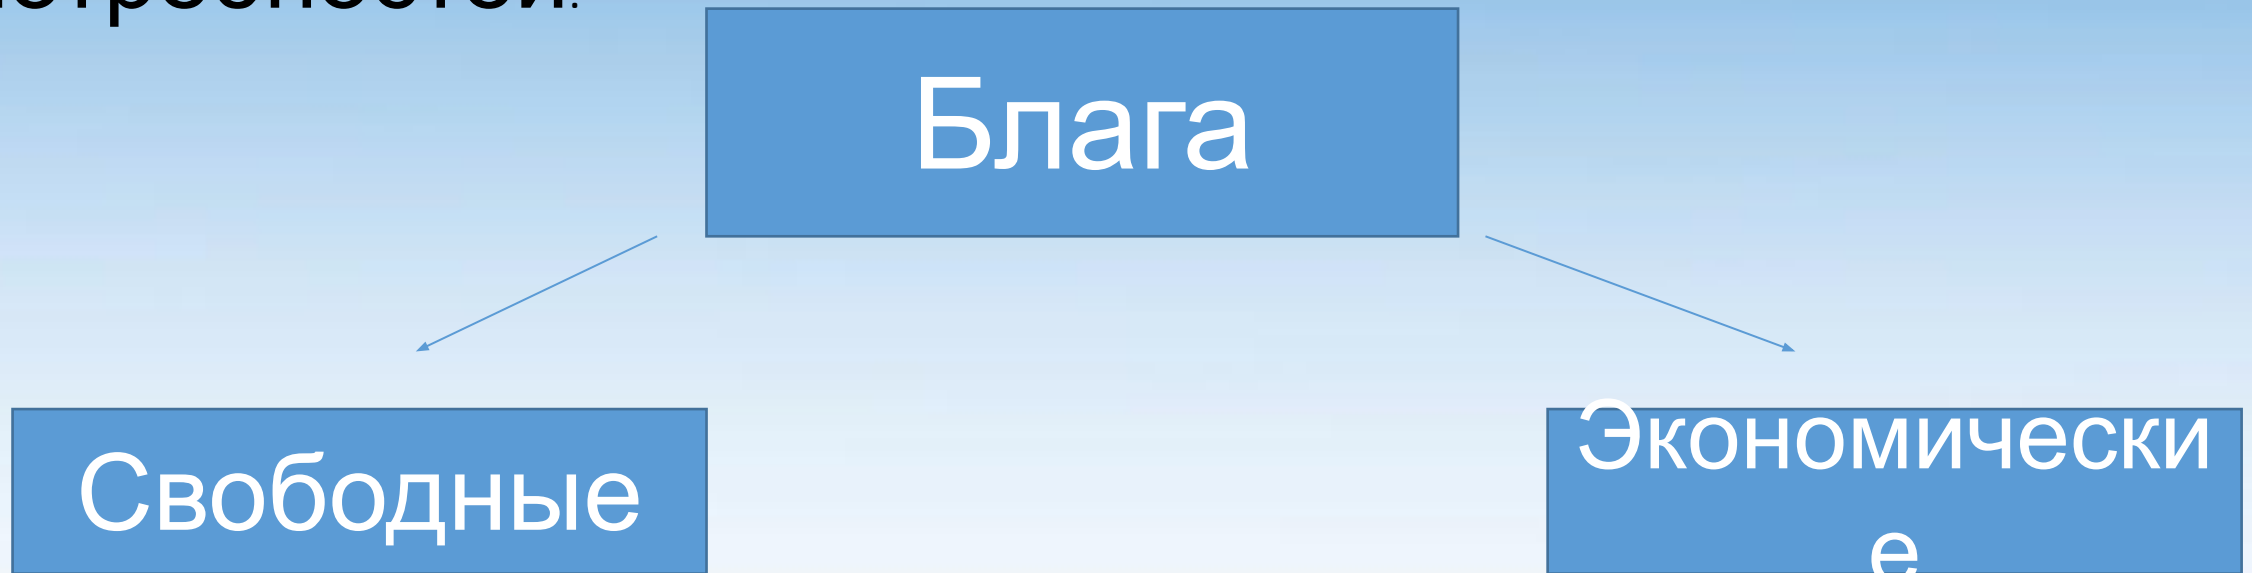 Блага
Свободные
Экономически
е